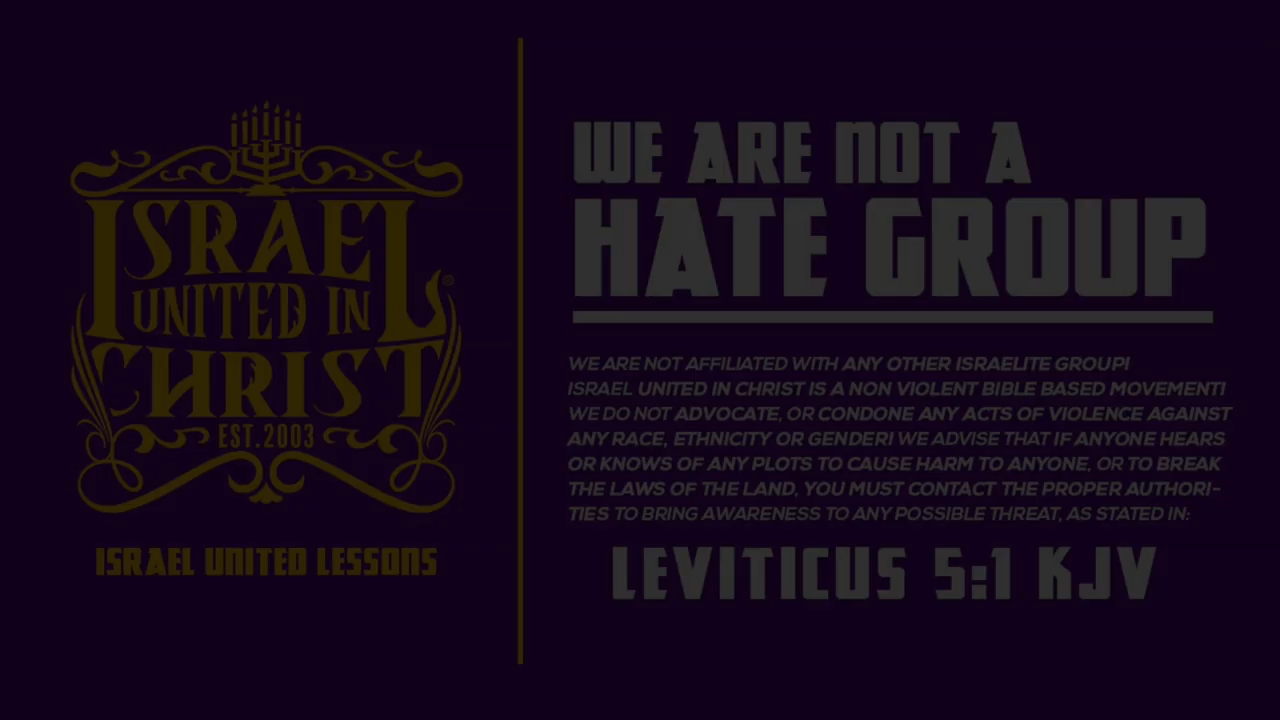 ISRAEL
UNITED IN
CHRIST
®
EST.2003
ISRAEL UNITED LESSONS
WE ARE NOT A
HATE GROUP
WE ARE NOT AFFILIATED WITH ANY OTHER ISRAELITE GROUP!
ISRAEL UNITED IN CHRIST IS A NON VIOLENT BIBLE BASED MOVEMENT!
WE DO NOT ADVOCATE, OR CONDONE ANY ACTS OF VIOLENCE AGAINST
ANY RACE, ETHNICITY OR GENDER! WE ADVISE THAT IF ANYONE HEARS
OR KNOWS OF ANY PLOTS TO CAUSE HARM TO ANYONE, OR TO BREAK
THE LAWS OF THE LAND, YOU MUST CONTACT THE PROPER AUTHORI-
TIES TO BRING AWARENESS TO ANY POSSIBLE THREAT, AS STATED IN:
LEVITICUS 5:1 KJV